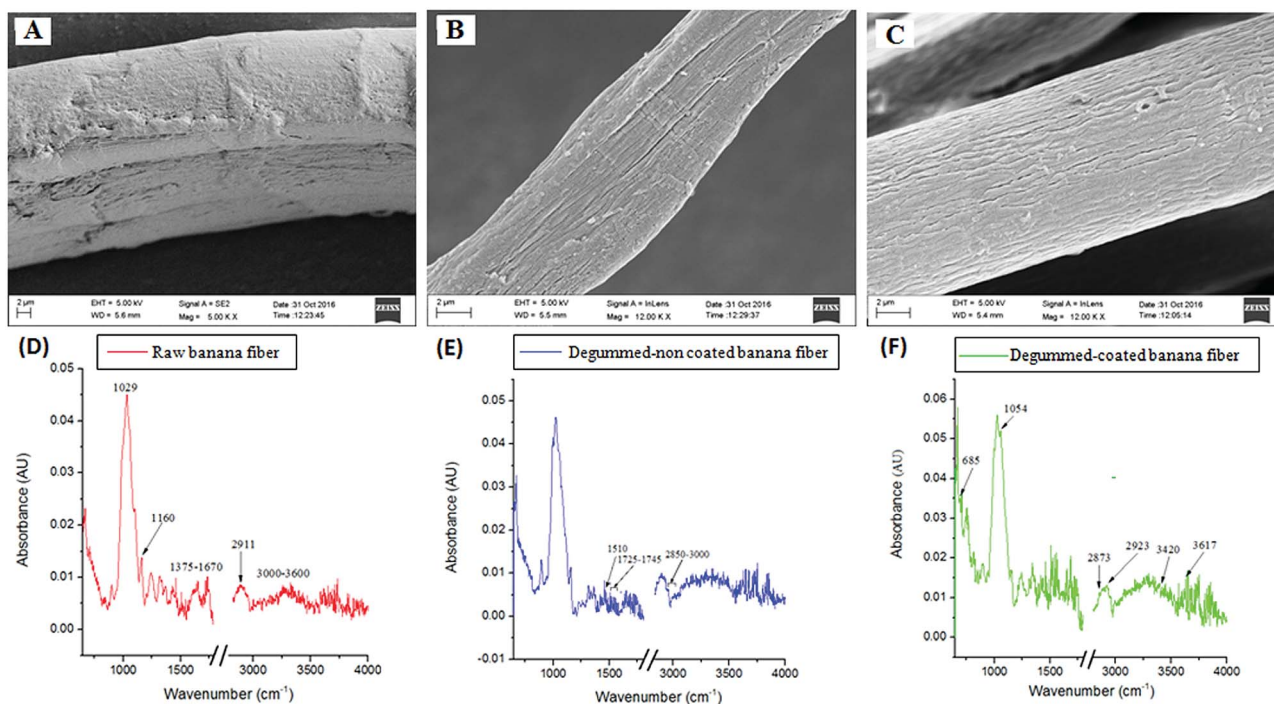 A
B
C
2 µm
EHT = 5.00 kV
WD = 5.6 mm
Signal A = SE2
Mag = 5.00 K X
Date :31 Oct 2016
Time :12:23:45
ZEISS
2 µm
EHT = 5.00 kV
WD = 5.5 mm
Signal A = InLens
Mag = 12.00 K X
Date :31 Oct 2016
Time :12:29:37
ZEISS
2 µm
EHT = 5.00 kV
WD = 5.4 mm
Signal A = InLens
Mag = 12.00 K X
Date :31 Oct 2016
Time :12:05:14
ZEISS
(D)
Raw banana fiber
0.05
0.04
0.03
0.02
0.01
0.00
Absorbance (AU)
1029
1160
1375-1670
2911
3000-3600
1000
1500
3000
3500
4000
Wavenumber (cm⁻¹)
(E)
Degummed-non coated banana fiber
0.05
0.04
0.03
0.02
0.01
0.00
-0.01
Absorbance (AU)
1510
1725-1745
2850-3000
1000
1500
3000
3500
4000
Wavenumber (cm⁻¹)
(F)
Degummed-coated banana fiber
0.06
0.05
0.04
0.03
0.02
0.01
0.00
Absorbance (AU)
685
1054
2873
2923
3420
3617
1000
1500
3000
3500
4000
Wavenumber (cm⁻¹)